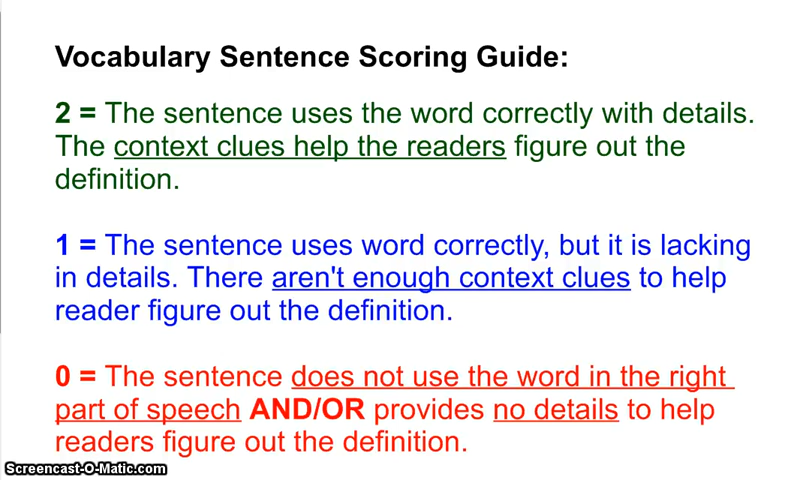 Vocabulary Sentence Scoring Guide:
2 = The sentence uses the word correctly with details.
The context clues help the readers figure out the
definition.
1 = The sentence uses word correctly, but it is lacking
in details. There aren't enough context clues to help
reader figure out the definition.
0 = The sentence does not use the word in the right
part of speech AND/OR provides no details to help
readers figure out the definition.
Screencast-O-Matic.com